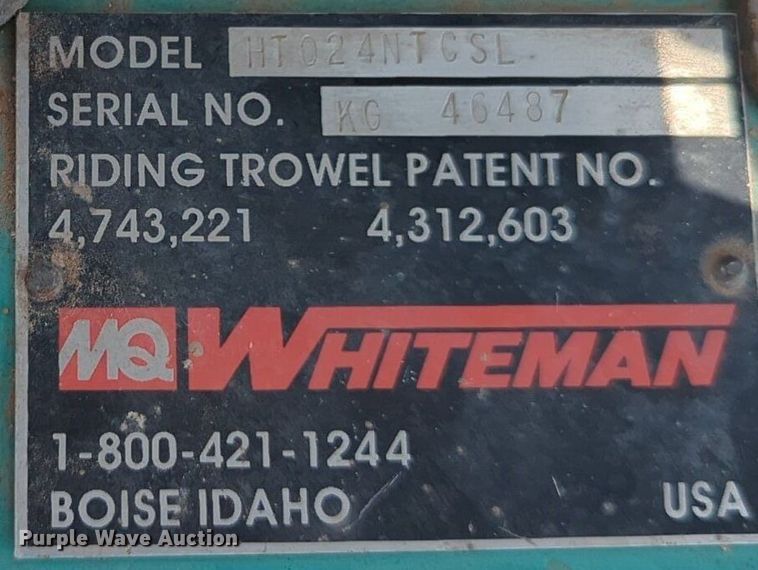 MODEL HTO24NTCSL
SERIAL NO. KG 46487
RIDING TROWEL PATENT NO.
4,743,221 4,312,603
MQ WHITEMAN
1-800-421-1244
BOISE IDAHO USA
Purple Wave Auction